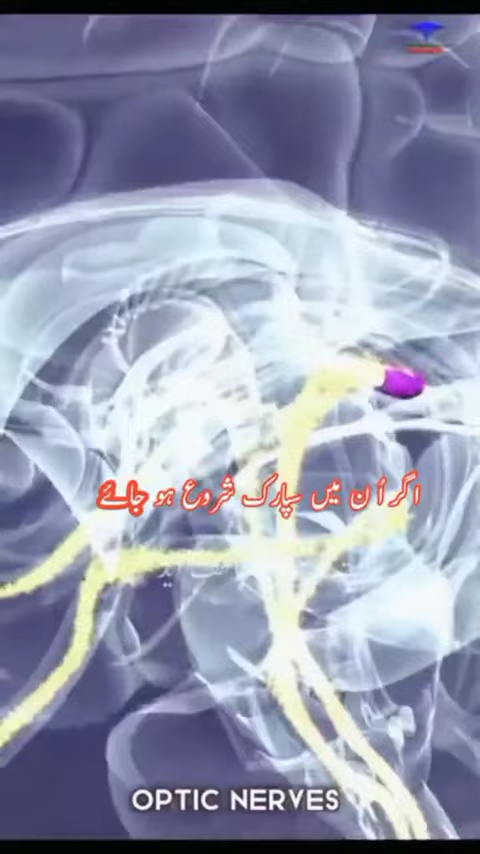 اگر اُن میں سپارک شروع ہو جائے
OPTIC NERVES